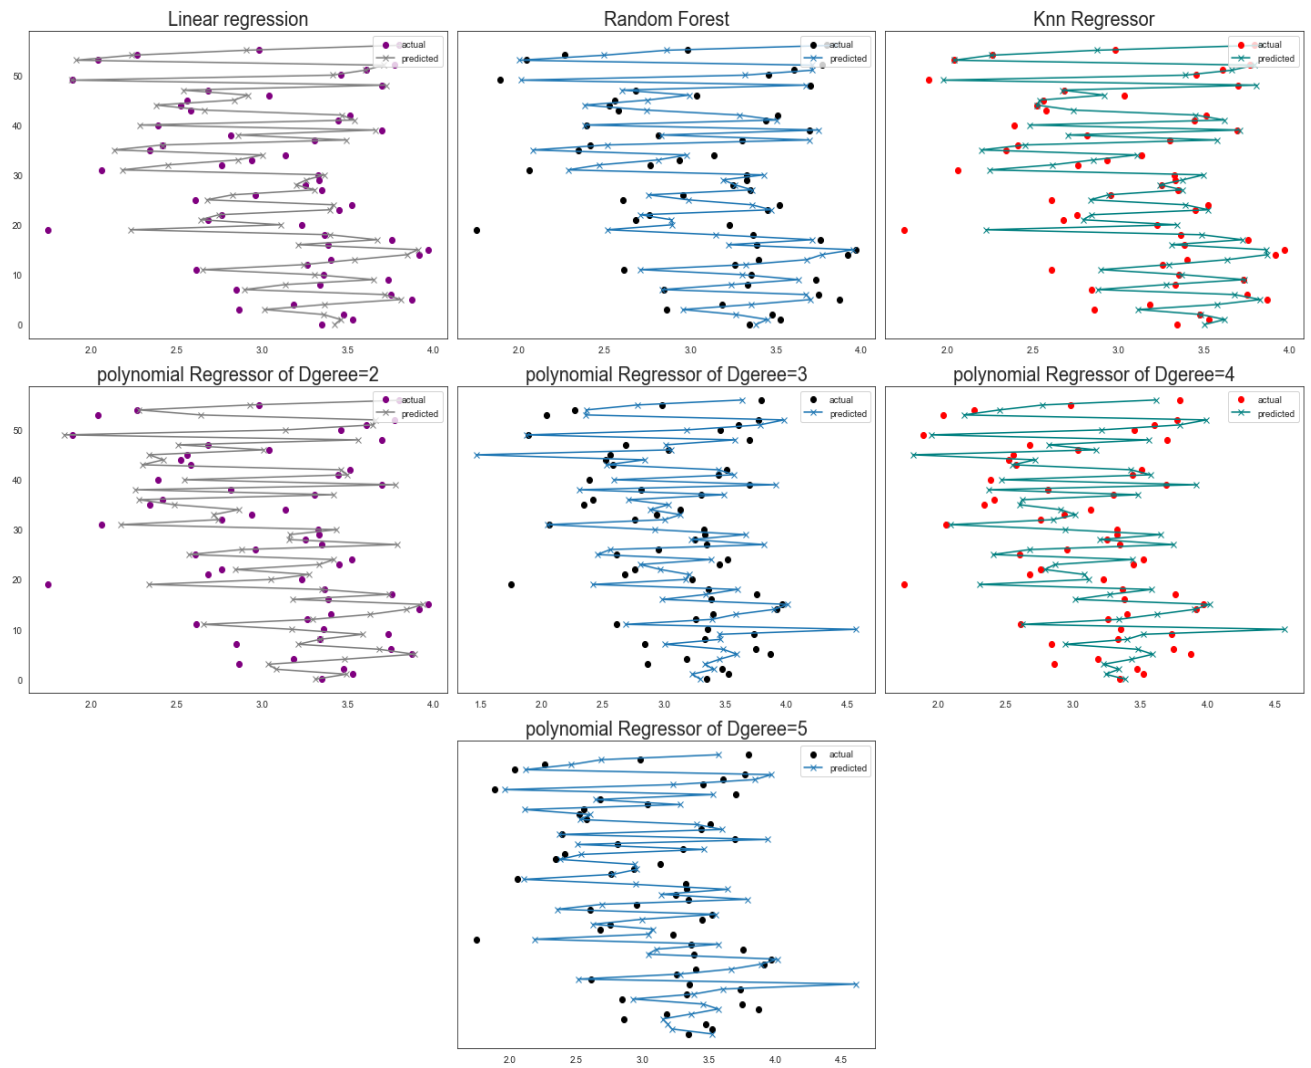 Linear regression
Random Forest
Knn Regressor
actual
predicted
actual
predicted
actual
predicted
50
40
30
20
10
0
2.0 2.5 3.0 3.5 4.0
2.0 2.5 3.0 3.5 4.0
2.0 2.5 3.0 3.5 4.0
polynomial Regressor of Dgeree=2
polynomial Regressor of Dgeree=3
polynomial Regressor of Dgeree=4
actual
predicted
actual
predicted
actual
predicted
50
40
30
20
10
0
2.0 2.5 3.0 3.5 4.0
1.5 2.0 2.5 3.0 3.5 4.0 4.5
2.0 2.5 3.0 3.5 4.0 4.5
polynomial Regressor of Dgeree=5
actual
predicted
2.0 2.5 3.0 3.5 4.0 4.5